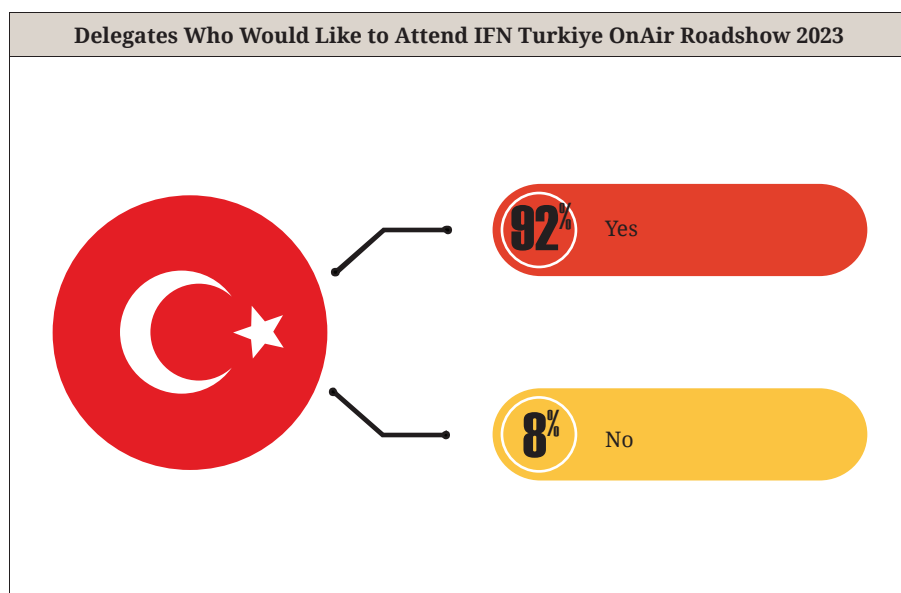 Delegates Who Would Like to Attend IFN Turkiye OnAir Roadshow 2023
92% Yes
8% No